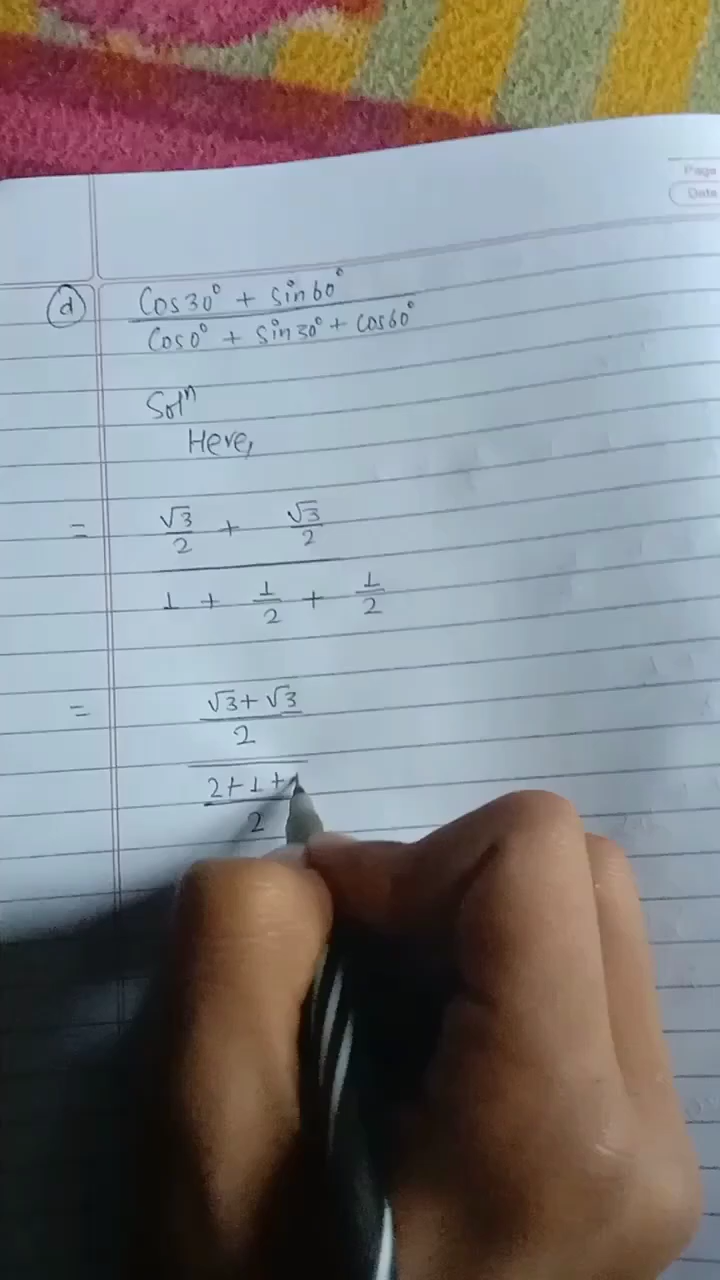 Page
Date
(d) Cos30° + Sin60°
Cos0° + Sin30° + Cos60°
Solⁿ
Here,
= √3/2 + √3/2
1 + 1/2 + 1/2
= √3 + √3
2
2 + 1 + 1
2